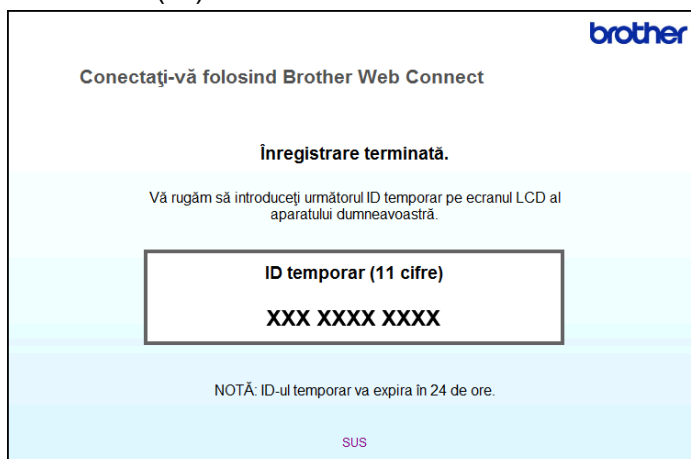 brother
Conectaţi-vă folosind Brother Web Connect
Înregistrare terminată.
Vă rugăm să introduceţi următorul ID temporar pe ecranul LCD al
aparatului dumneavoastră.
ID temporar (11 cifre)
XXX XXXX XXXX
NOTĂ: ID-ul temporar va expira în 24 de ore.
SUS